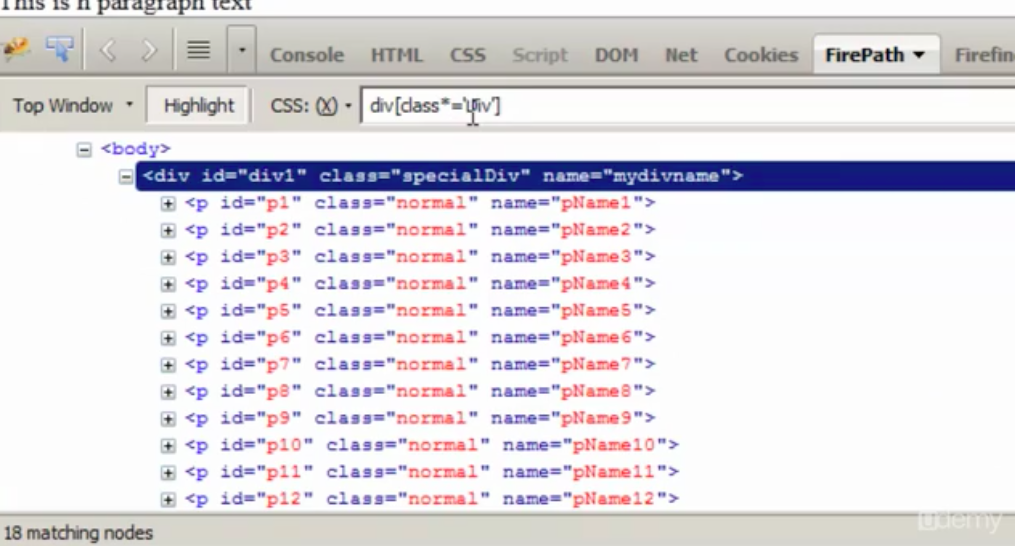 This is n paragraph text
Console HTML CSS Script DOM Net Cookies FirePath Firefin
Top Window Highlight CSS: (X) div[class*='div']
<body>
<div id="div1" class="specialDiv" name="mydivname">
<p id="p1" class="normal" name="pName1">
<p id="p2" class="normal" name="pName2">
<p id="p3" class="normal" name="pName3">
<p id="p4" class="normal" name="pName4">
<p id="p5" class="normal" name="pName5">
<p id="p6" class="normal" name="pName6">
<p id="p7" class="normal" name="pName7">
<p id="p8" class="normal" name="pName8">
<p id="p9" class="normal" name="pName9">
<p id="p10" class="normal" name="pName10">
<p id="p11" class="normal" name="pName11">
<p id="p12" class="normal" name="pName12">
18 matching nodes
udemy